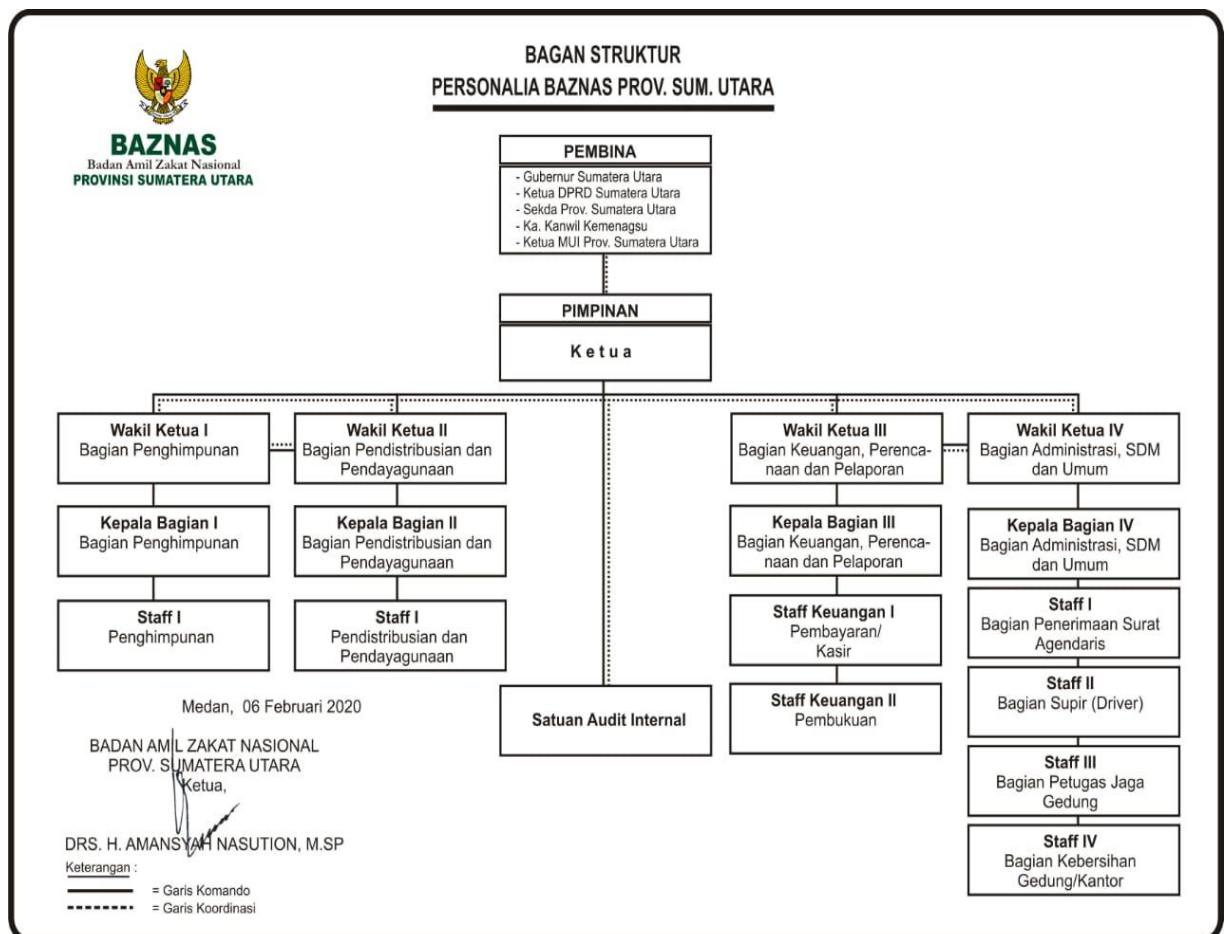 BAGAN STRUKTUR
PERSONALIA BAZNAS PROV. SUM. UTARA
BAZNAS
Badan Amil Zakat Nasional
PROVINSI SUMATERA UTARA
PEMBINA
- Gubernur Sumatera Utara
- Ketua DPRD Sumatera Utara
- Sekda Prov. Sumatera Utara
- Ka. Kanwil Kemenagsu
- Ketua MUI Prov. Sumatera Utara
PIMPINAN
Ketua
Wakil Ketua I
Bagian Penghimpunan
Wakil Ketua II
Bagian Pendistribusian dan
Pendayagunaan
Wakil Ketua III
Bagian Keuangan, Perenca-
naan dan Pelaporan
Wakil Ketua IV
Bagian Administrasi, SDM
dan Umum
Kepala Bagian I
Bagian Penghimpunan
Kepala Bagian II
Bagian Pendistribusian dan
Pendayagunaan
Kepala Bagian III
Bagian Keuangan, Perenca-
naan dan Pelaporan
Kepala Bagian IV
Bagian Administrasi, SDM
dan Umum
Staff I
Penghimpunan
Staff I
Pendistribusian dan
Pendayagunaan
Staff Keuangan I
Pembayaran/
Kasir
Staff I
Bagian Penerimaan Surat
Agendaris
Satuan Audit Internal
Staff Keuangan II
Pembukuan
Staff II
Bagian Supir (Driver)
Staff III
Bagian Petugas Jaga
Gedung
Staff IV
Bagian Kebersihan
Gedung/Kantor
Medan, 06 Februari 2020
BADAN AMIL ZAKAT NASIONAL
PROV. SUMATERA UTARA
Ketua,
DRS. H. AMANSYAH NASUTION, M.SP
Keterangan :
= Garis Komando
= Garis Koordinasi